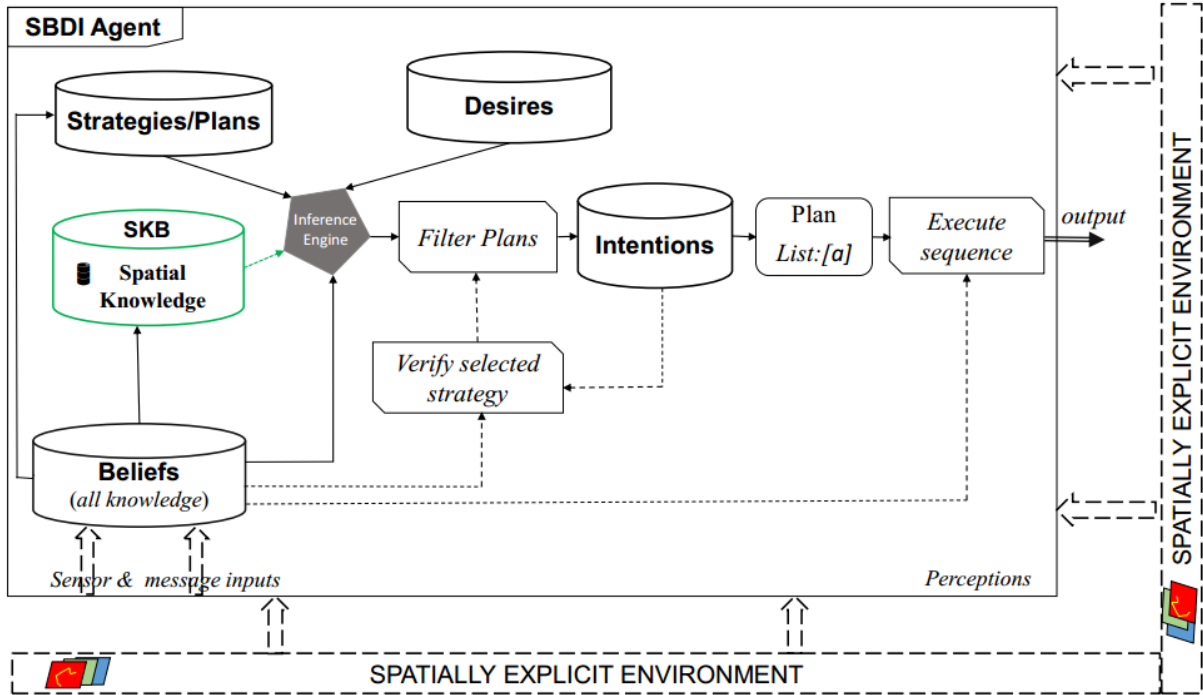 SBDI Agent
Strategies/Plans
Desires
SKB
Spatial
Knowledge
Inference
Engine
Filter Plans
Intentions
Plan
List:[a]
Execute
sequence
output
Verify selected
strategy
Beliefs
(all knowledge)
Sensor & message inputs
Perceptions
SPATIALLY EXPLICIT ENVIRONMENT
SPATIALLY EXPLICIT ENVIRONMENT